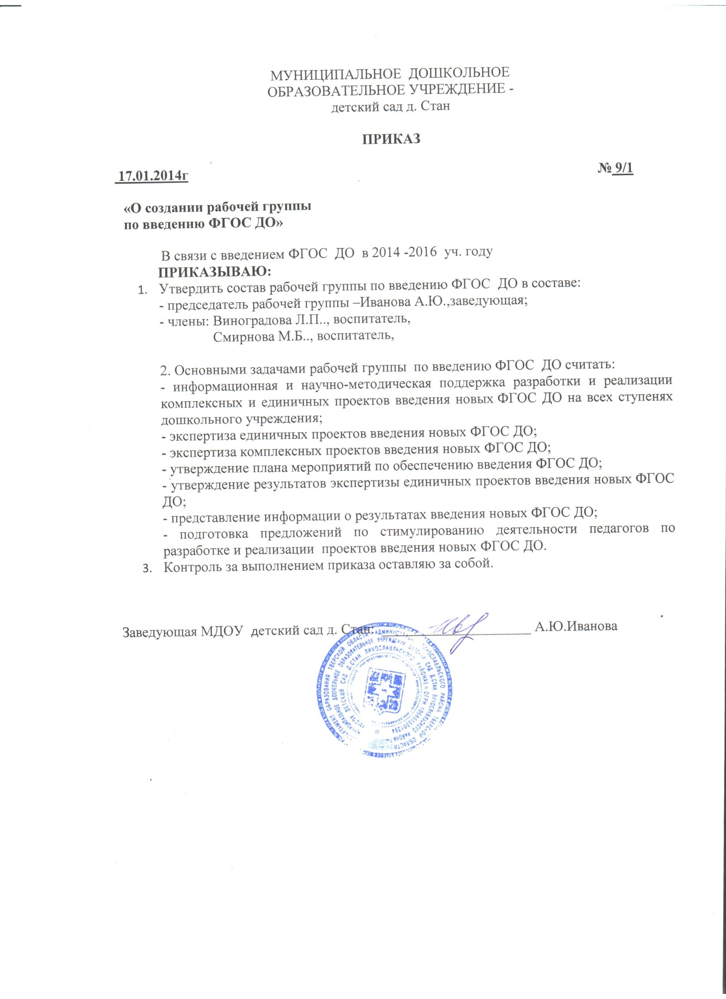 МУНИЦИПАЛЬНОЕ ДОШКОЛЬНОЕ
ОБРАЗОВАТЕЛЬНОЕ УЧРЕЖДЕНИЕ -
детский сад д. Стан
ПРИКАЗ
17.01.2014г № 9/1
«О создании рабочей группы
по введению ФГОС ДО»
В связи с введением ФГОС ДО в 2014 -2016 уч. году
ПРИКАЗЫВАЮ:
1. Утвердить состав рабочей группы по введению ФГОС ДО в составе:
- председатель рабочей группы –Иванова А.Ю.,заведующая;
- члены: Виноградова Л.П.., воспитатель,
Смирнова М.Б.., воспитатель,
2. Основными задачами рабочей группы по введению ФГОС ДО считать:
- информационная и научно-методическая поддержка разработки и реализации
комплексных и единичных проектов введения новых ФГОС ДО на всех ступенях
дошкольного учреждения;
- экспертиза единичных проектов введения новых ФГОС ДО;
- экспертиза комплексных проектов введения новых ФГОС ДО;
- утверждение плана мероприятий по обеспечению введения ФГОС ДО;
- утверждение результатов экспертизы единичных проектов введения новых ФГОС
ДО;
- представление информации о результатах введения новых ФГОС ДО;
- подготовка предложений по стимулированию деятельности педагогов по
разработке и реализации проектов введения новых ФГОС ДО.
3. Контроль за выполнением приказа оставляю за собой.
Заведующая МДОУ детский сад д. Стан: ____________________ А.Ю.Иванова
ОБРАЗОВАНИЯ ТВЕРСКОЙ ОБЛАСТИ
РАЙОНА ТВЕРСКОЙ ОБЛАСТИ
ДОШКОЛЬНОЕ ОБРАЗОВАТЕЛЬНОЕ УЧРЕЖДЕНИЕ ДЕТСКИЙ САД Д.СТАН ЛИХОСЛАВЛЬСКОГО РАЙОНА
ДЕТСКИЙ САД Д.СТАН ЛИХОСЛАВЛЬСКОГО РАЙОНА) * ОГРН 1056915001394